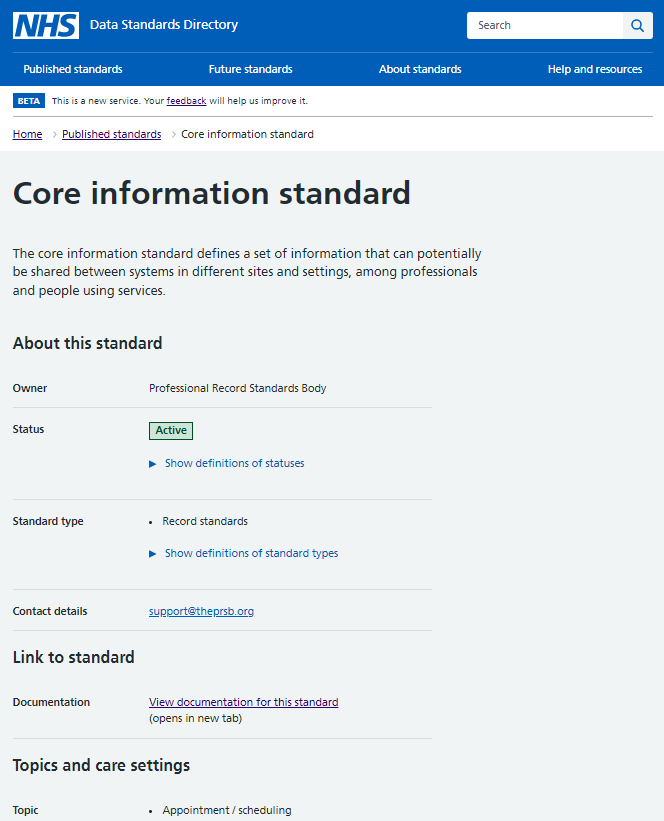 NHS Data Standards Directory
Search
Published standards Future standards About standards Help and resources
BETA This is a new service. Your feedback will help us improve it.
Home > Published standards > Core information standard
Core information standard
The core information standard defines a set of information that can potentially
be shared between systems in different sites and settings, among professionals
and people using services.
About this standard
Owner Professional Record Standards Body
Status Active
Show definitions of statuses
Standard type • Record standards
Show definitions of standard types
Contact details support@theprsb.org
Link to standard
Documentation View documentation for this standard
(opens in new tab)
Topics and care settings
Topic • Appointment / scheduling